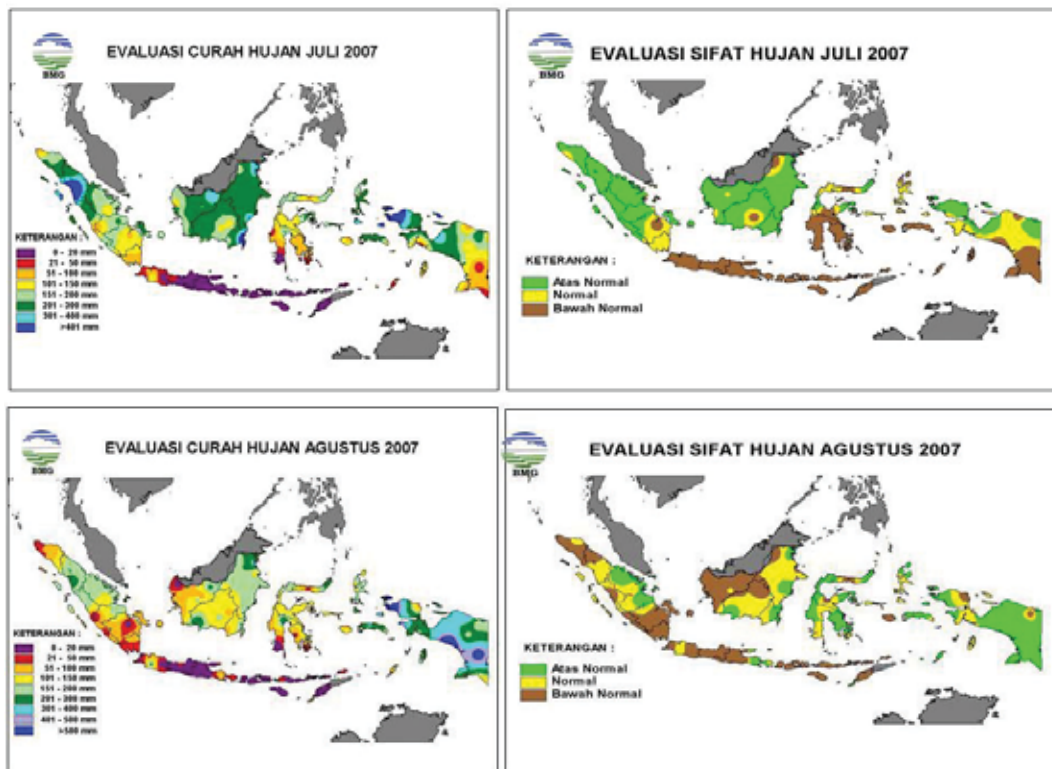 EVALUASI CURAH HUJAN JULI 2007
BMG
KETERANGAN :
0 - 20 mm
21 - 50 mm
51 - 100 mm
101 - 150 mm
151 - 200 mm
201 - 300 mm
301 - 400 mm
>401 mm
EVALUASI SIFAT HUJAN JULI 2007
BMG
KETERANGAN :
Atas Normal
Normal
Bawah Normal
EVALUASI CURAH HUJAN AGUSTUS 2007
BMG
KETERANGAN :
0 - 20 mm
21 - 50 mm
51 - 100 mm
101 - 150 mm
151 - 200 mm
201 - 300 mm
301 - 400 mm
401 - 500 mm
>500 mm
EVALUASI SIFAT HUJAN AGUSTUS 2007
BMG
KETERANGAN :
Atas Normal
Normal
Bawah Normal